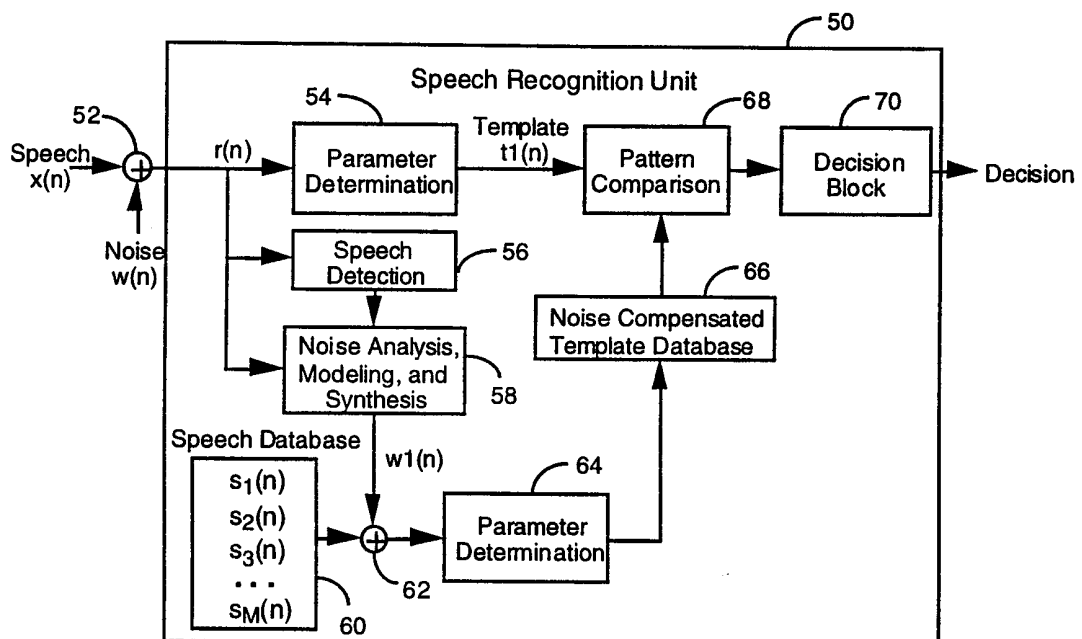 50
Speech Recognition Unit
52
54
68
70
Speech
x(n)
r(n)
Parameter
Determination
Template
t1(n)
Pattern
Comparison
Decision
Block
Decision
Noise
w(n)
Speech
Detection
56
66
Noise Compensated
Template Database
Noise Analysis,
Modeling, and
Synthesis
58
Speech Database
w1(n)
64
s1(n)
s2(n)
s3(n)
...
sM(n)
60
62
Parameter
Determination